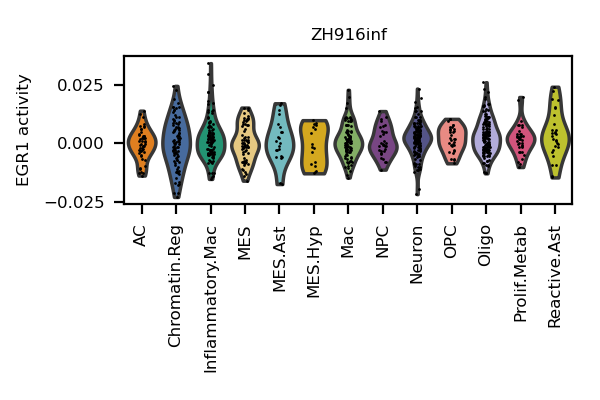 ZH916inf
EGR1 activity
0.025
0.000
−0.025
AC
Chromatin.Reg
Inflammatory.Mac
MES
MES.Ast
MES.Hyp
Mac
NPC
Neuron
OPC
Oligo
Prolif.Metab
Reactive.Ast